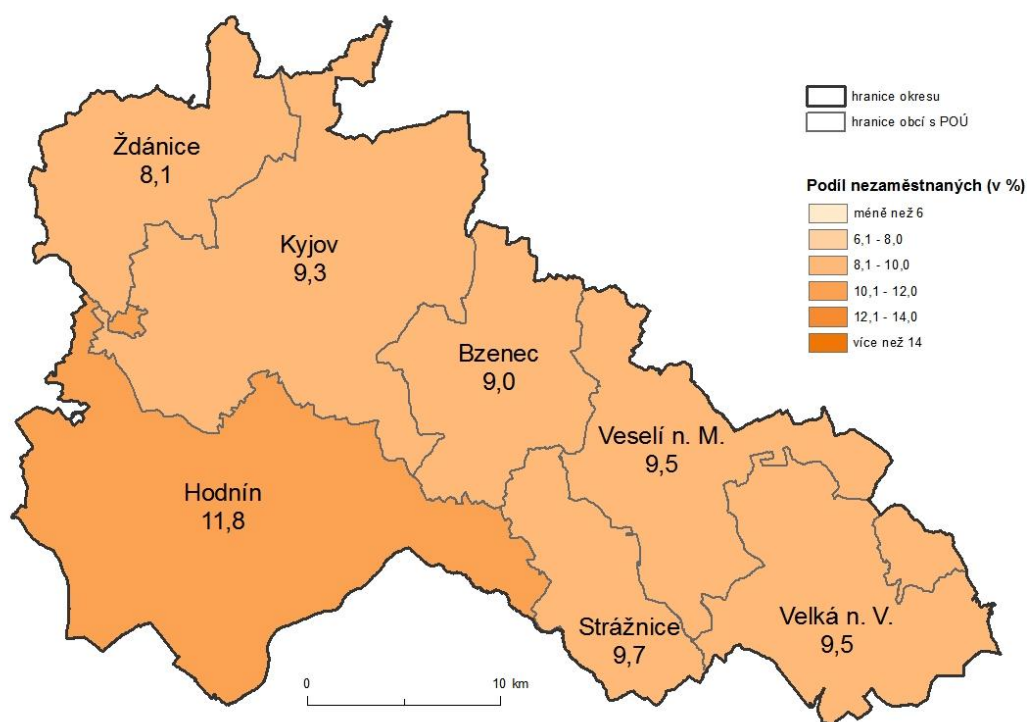 hranice okresu
hranice obcí s POÚ
Podíl nezaměstnaných (v %)
méně než 6
6,1 - 8,0
8,1 - 10,0
10,1 - 12,0
12,1 - 14,0
více než 14
Ždánice
8,1
Kyjov
9,3
Bzenec
9,0
Veselí n. M.
9,5
Hodnín
11,8
Strážnice
9,7
Velká n. V.
9,5
0 10 km